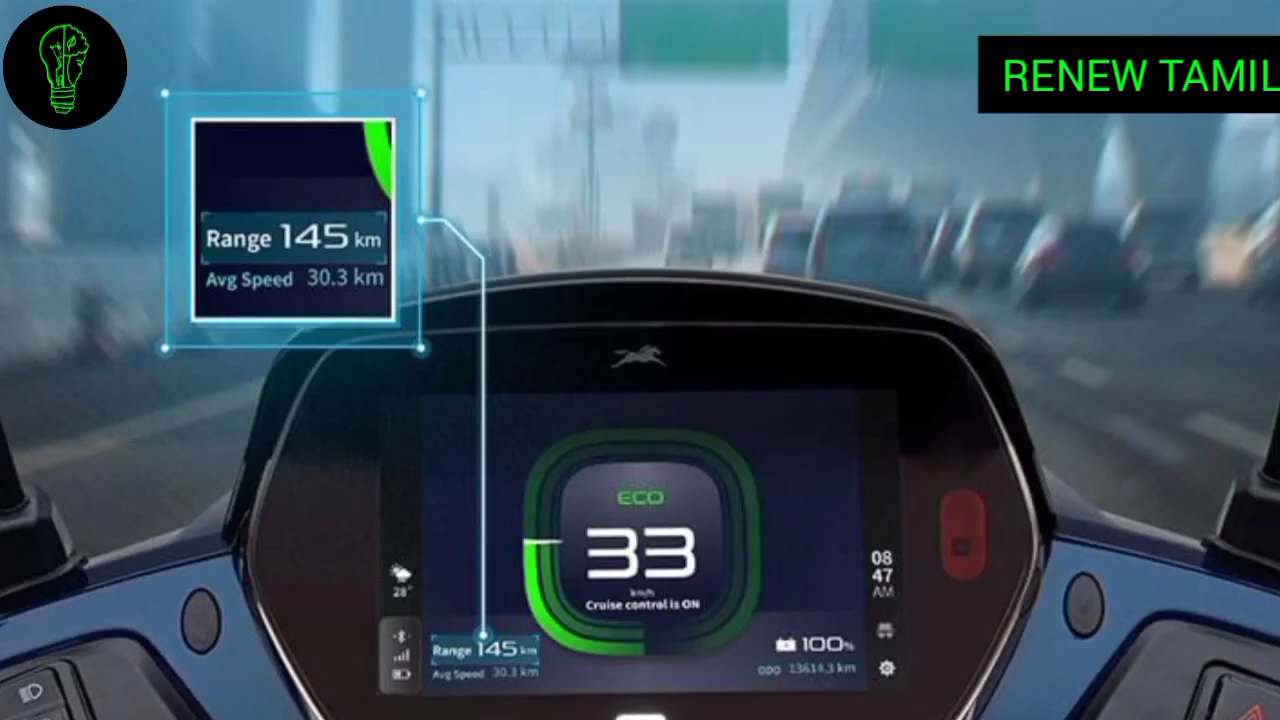 RENEW TAMIL
Range 145 km
Avg Speed 30.3 km
ECO
33
km/h
Cruise control is ON
28°
08
47
AM
Range 145 km
Avg Speed 30.3 km
100%
ODO 13614.3 km